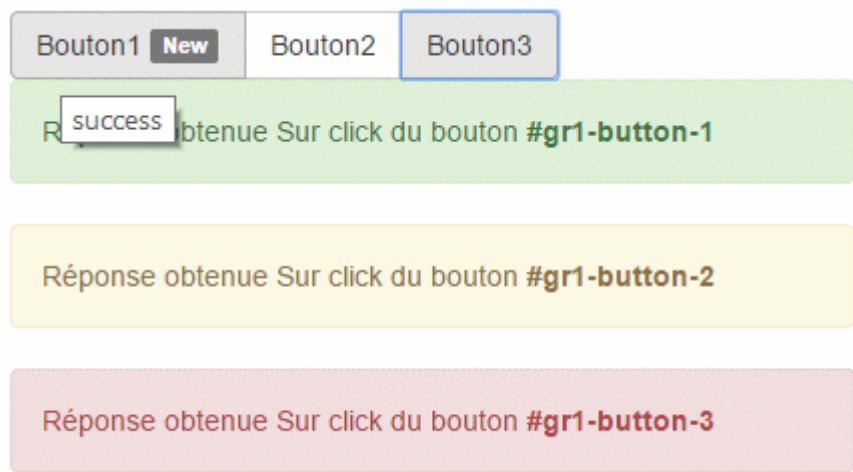 Bouton1 New Bouton2 Bouton3
success
btenue Sur click du bouton #gr1-button-1
Réponse obtenue Sur click du bouton #gr1-button-2
Réponse obtenue Sur click du bouton #gr1-button-3